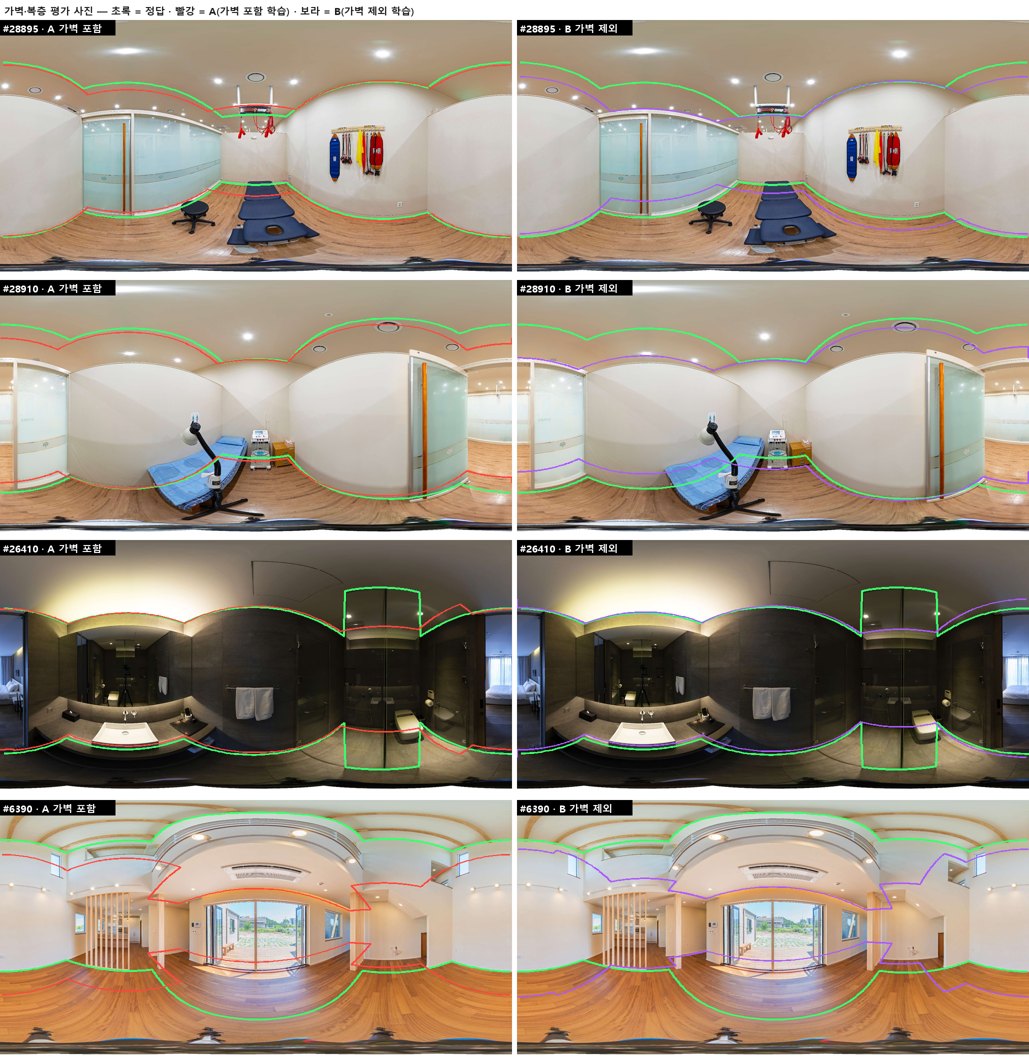 가벽·복층 평가 사진 — 초록 = 정답 · 빨강 = A(가벽 포함 학습) · 보라 = B(가벽 제외 학습)
#28895 · A 가벽 포함
#28895 · B 가벽 제외
#28910 · A 가벽 포함
#28910 · B 가벽 제외
#26410 · A 가벽 포함
#26410 · B 가벽 제외
#6390 · A 가벽 포함
#6390 · B 가벽 제외